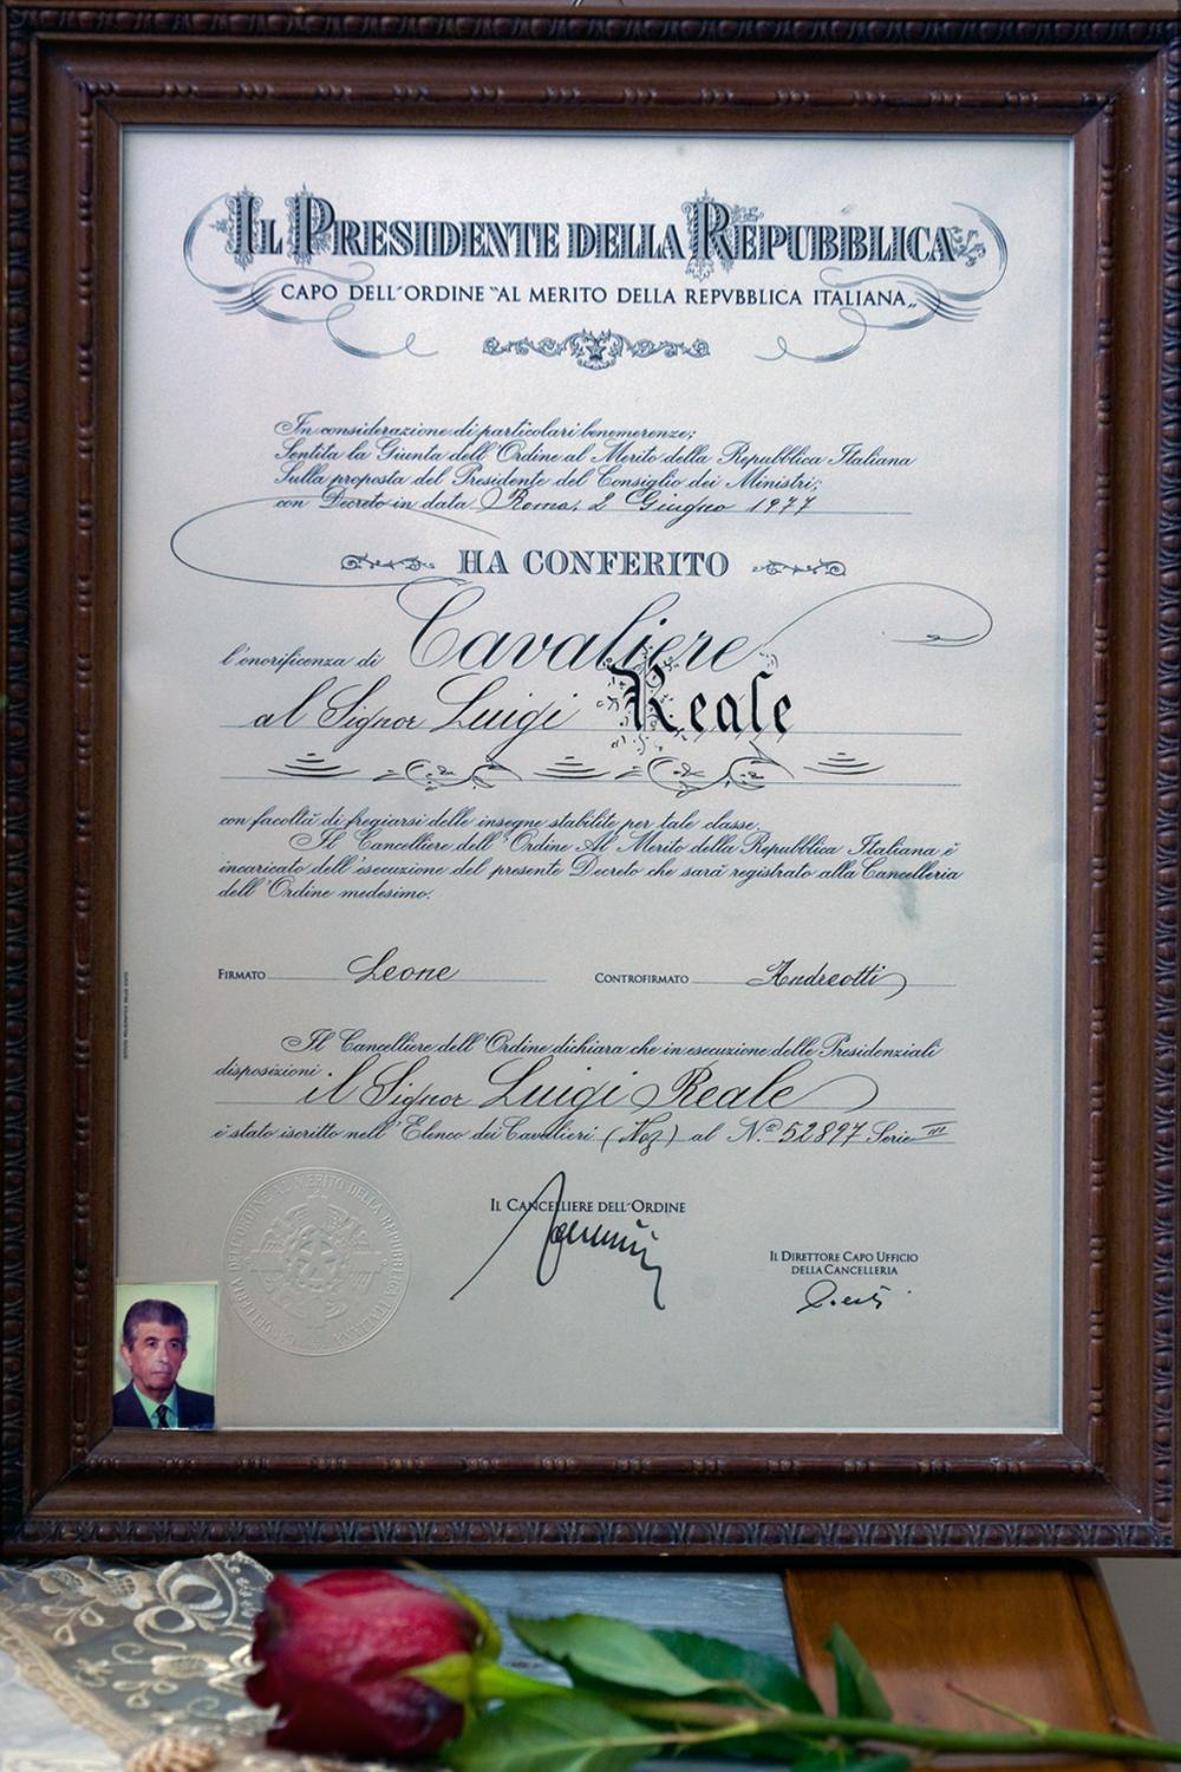 IL PRESIDENTE DELLA REPUBBLICA
CAPO DELL'ORDINE "AL MERITO DELLA REPVBBLICA ITALIANA„
In considerazione di particolari benemerenze;
Sentita la Giunta dell'Ordine al Merito della Repubblica Italiana
Sulla proposta del Presidente del Consiglio dei Ministri;
con Decreto in data Roma, 2 Giugno 1977
HA CONFERITO
l'onorificenza di Cavaliere
al Signor Luigi Reale
con facoltà di fregiarsi delle insegne stabilite per tale classe.
Il Cancelliere dell'Ordine Al Merito della Repubblica Italiana è
incaricato dell'esecuzione del presente Decreto che sarà registrato alla Cancelleria
dell'Ordine medesimo.
FIRMATO Leone CONTROFIRMATO Andreotti
Il Cancelliere dell'Ordine dichiara che in esecuzione delle Presidenziali
disposizioni il Signor Luigi Reale
è stato iscritto nell'Elenco dei Cavalieri (Naz) al N.° 52897 Serie III
IL CANCELLIERE DELL'ORDINE
IL DIRETTORE CAPO UFFICIO
DELLA CANCELLERIA